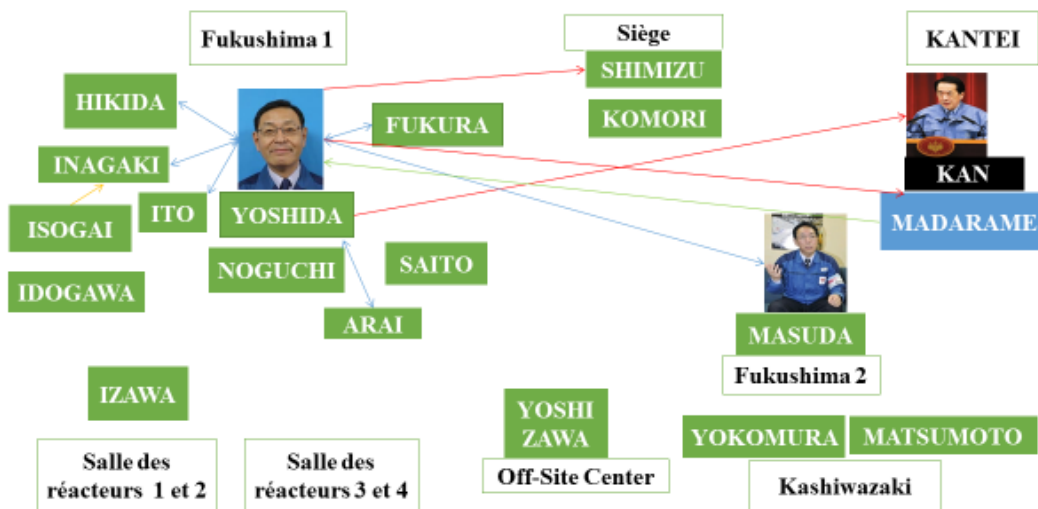 Fukushima 1
Siège
KANTEI
SHIMIZU
HIKIDA
KOMORI
FUKURA
INAGAKI
KAN
ITO
YOSHIDA
ISOGAI
MADARAME
NOGUCHI
SAITO
IDOGAWA
ARAI
MASUDA
Fukushima 2
IZAWA
YOSHI
ZAWA
YOKOMURA
MATSUMOTO
Salle des
réacteurs 1 et 2
Salle des
réacteurs 3 et 4
Off-Site Center
Kashiwazaki